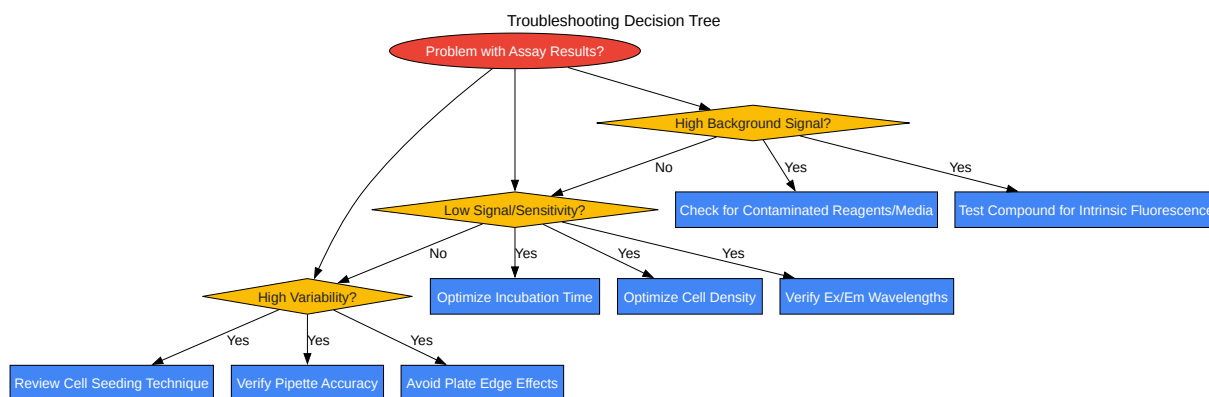 Troubleshooting Decision Tree
Problem with Assay Results?
High Background Signal?
No
Yes
Yes
Low Signal/Sensitivity?
Check for Contaminated Reagents/Media
Test Compound for Intrinsic Fluorescence
No
Yes
Yes
Yes
High Variability?
Optimize Incubation Time
Optimize Cell Density
Verify Ex/Em Wavelengths
Yes
Yes
Yes
Review Cell Seeding Technique
Verify Pipette Accuracy
Avoid Plate Edge Effects